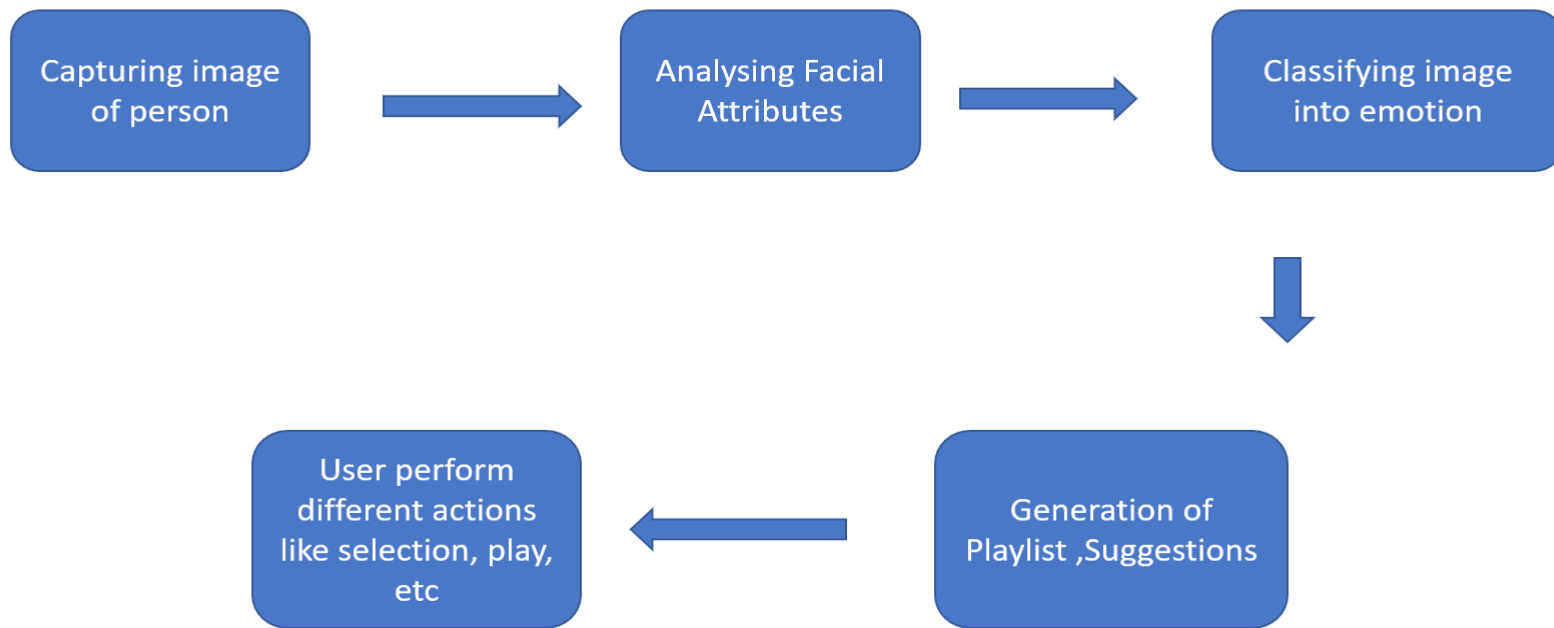 Capturing image
of person
Analysing Facial
Attributes
Classifying image
into emotion
Generation of
Playlist ,Suggestions
User perform
different actions
like selection, play,
etc